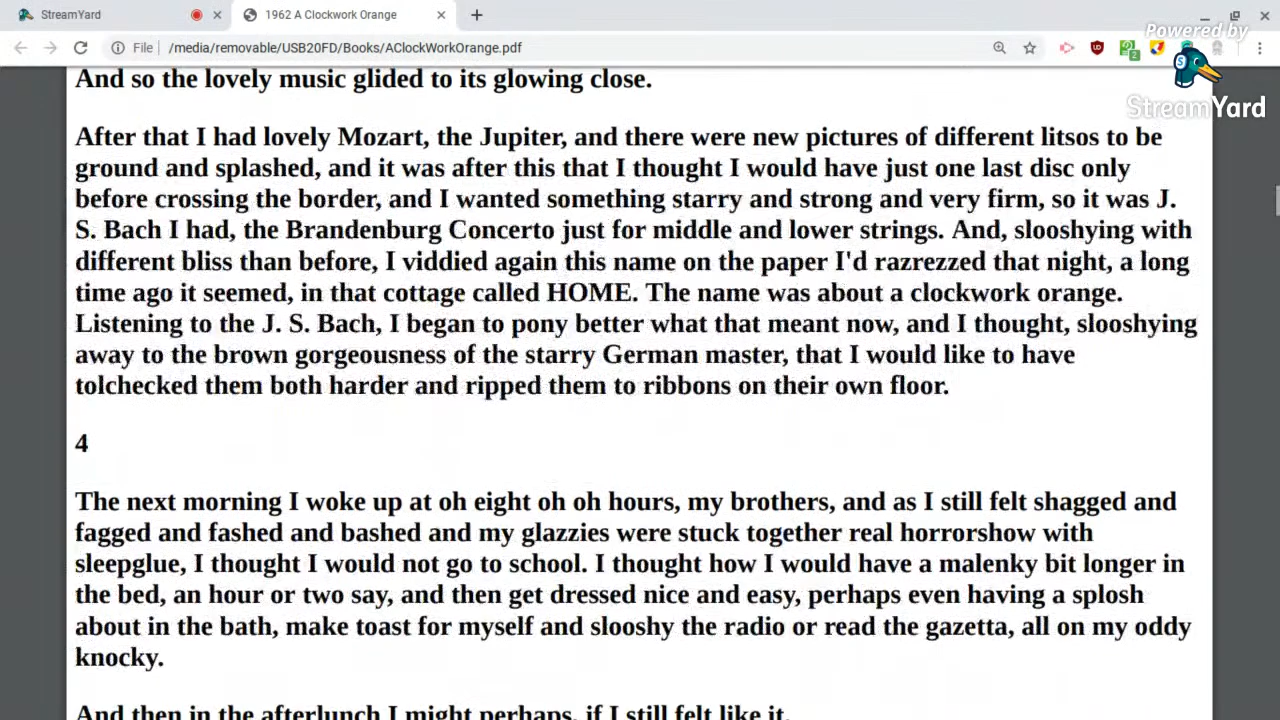 StreamYard
1962 A Clockwork Orange
File
/media/removable/USB20FD/Books/AClockWorkOrange.pdf
2
Powered by
StreamYard
And so the lovely music glided to its glowing close.
After that I had lovely Mozart, the Jupiter, and there were new pictures of different litsos to be
ground and splashed, and it was after this that I thought I would have just one last disc only
before crossing the border, and I wanted something starry and strong and very firm, so it was J.
S. Bach I had, the Brandenburg Concerto just for middle and lower strings. And, slooshying with
different bliss than before, I viddied again this name on the paper I'd razrezzed that night, a long
time ago it seemed, in that cottage called HOME. The name was about a clockwork orange.
Listening to the J. S. Bach, I began to pony better what that meant now, and I thought, slooshying
away to the brown gorgeousness of the starry German master, that I would like to have
tolchecked them both harder and ripped them to ribbons on their own floor.
4
The next morning I woke up at oh eight oh oh hours, my brothers, and as I still felt shagged and
fagged and fashed and bashed and my glazzies were stuck together real horrorshow with
sleepglue, I thought I would not go to school. I thought how I would have a malenky bit longer in
the bed, an hour or two say, and then get dressed nice and easy, perhaps even having a splosh
about in the bath, make toast for myself and slooshy the radio or read the gazetta, all on my oddy
knocky.
And then in the afterlunch I might perhaps, if I still felt like it,